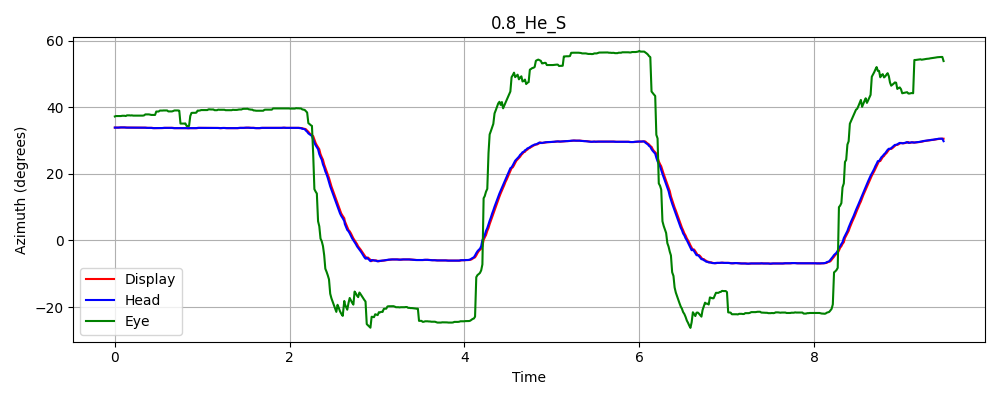 0.8_He_S
Azimuth (degrees)
60
40
20
0
−20
Display
Head
Eye
0 2 4 6 8
Time